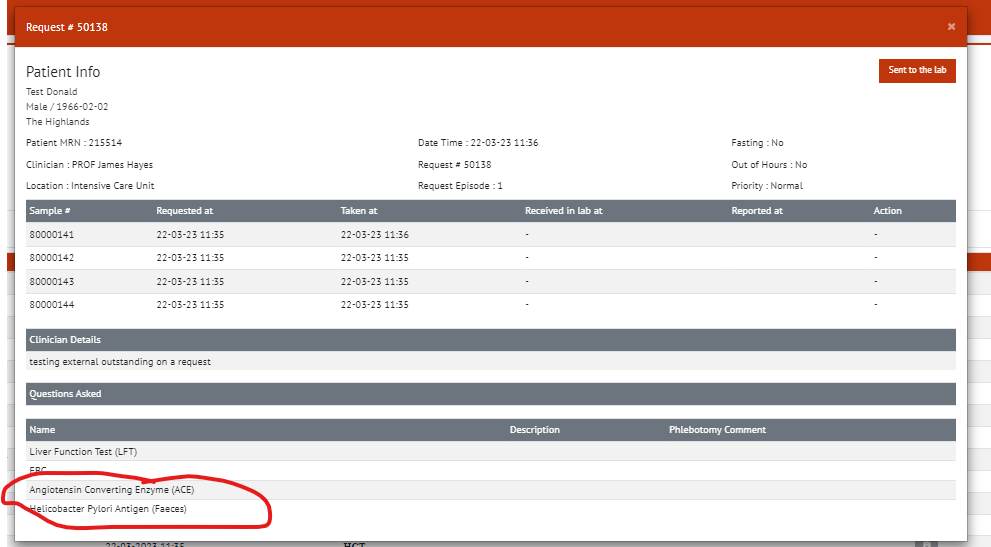 Request # 50138 ×
Patient Info Sent to the lab
Test Donald
Male / 1966-02-02
The Highlands
Patient MRN : 215514 Date Time : 22-03-23 11:36 Fasting : No
Clinician : PROF James Hayes Request # 50138 Out of Hours : No
Location : Intensive Care Unit Request Episode : 1 Priority : Normal
Sample # Requested at Taken at Received in lab at Reported at Action
80000141 22-03-23 11:35 22-03-23 11:36 - -
80000142 22-03-23 11:35 22-03-23 11:35 - -
80000143 22-03-23 11:35 22-03-23 11:35 - -
80000144 22-03-23 11:35 22-03-23 11:35 - -
Clinician Details
testing external outstanding on a request
Questions Asked
Name Description Phlebotomy Comment
Liver Function Test (LFT)
FBC
Angiotensin Converting Enzyme (ACE)
Helicobacter Pylori Antigen (Faeces)
22-03-2023 11:35 HCT